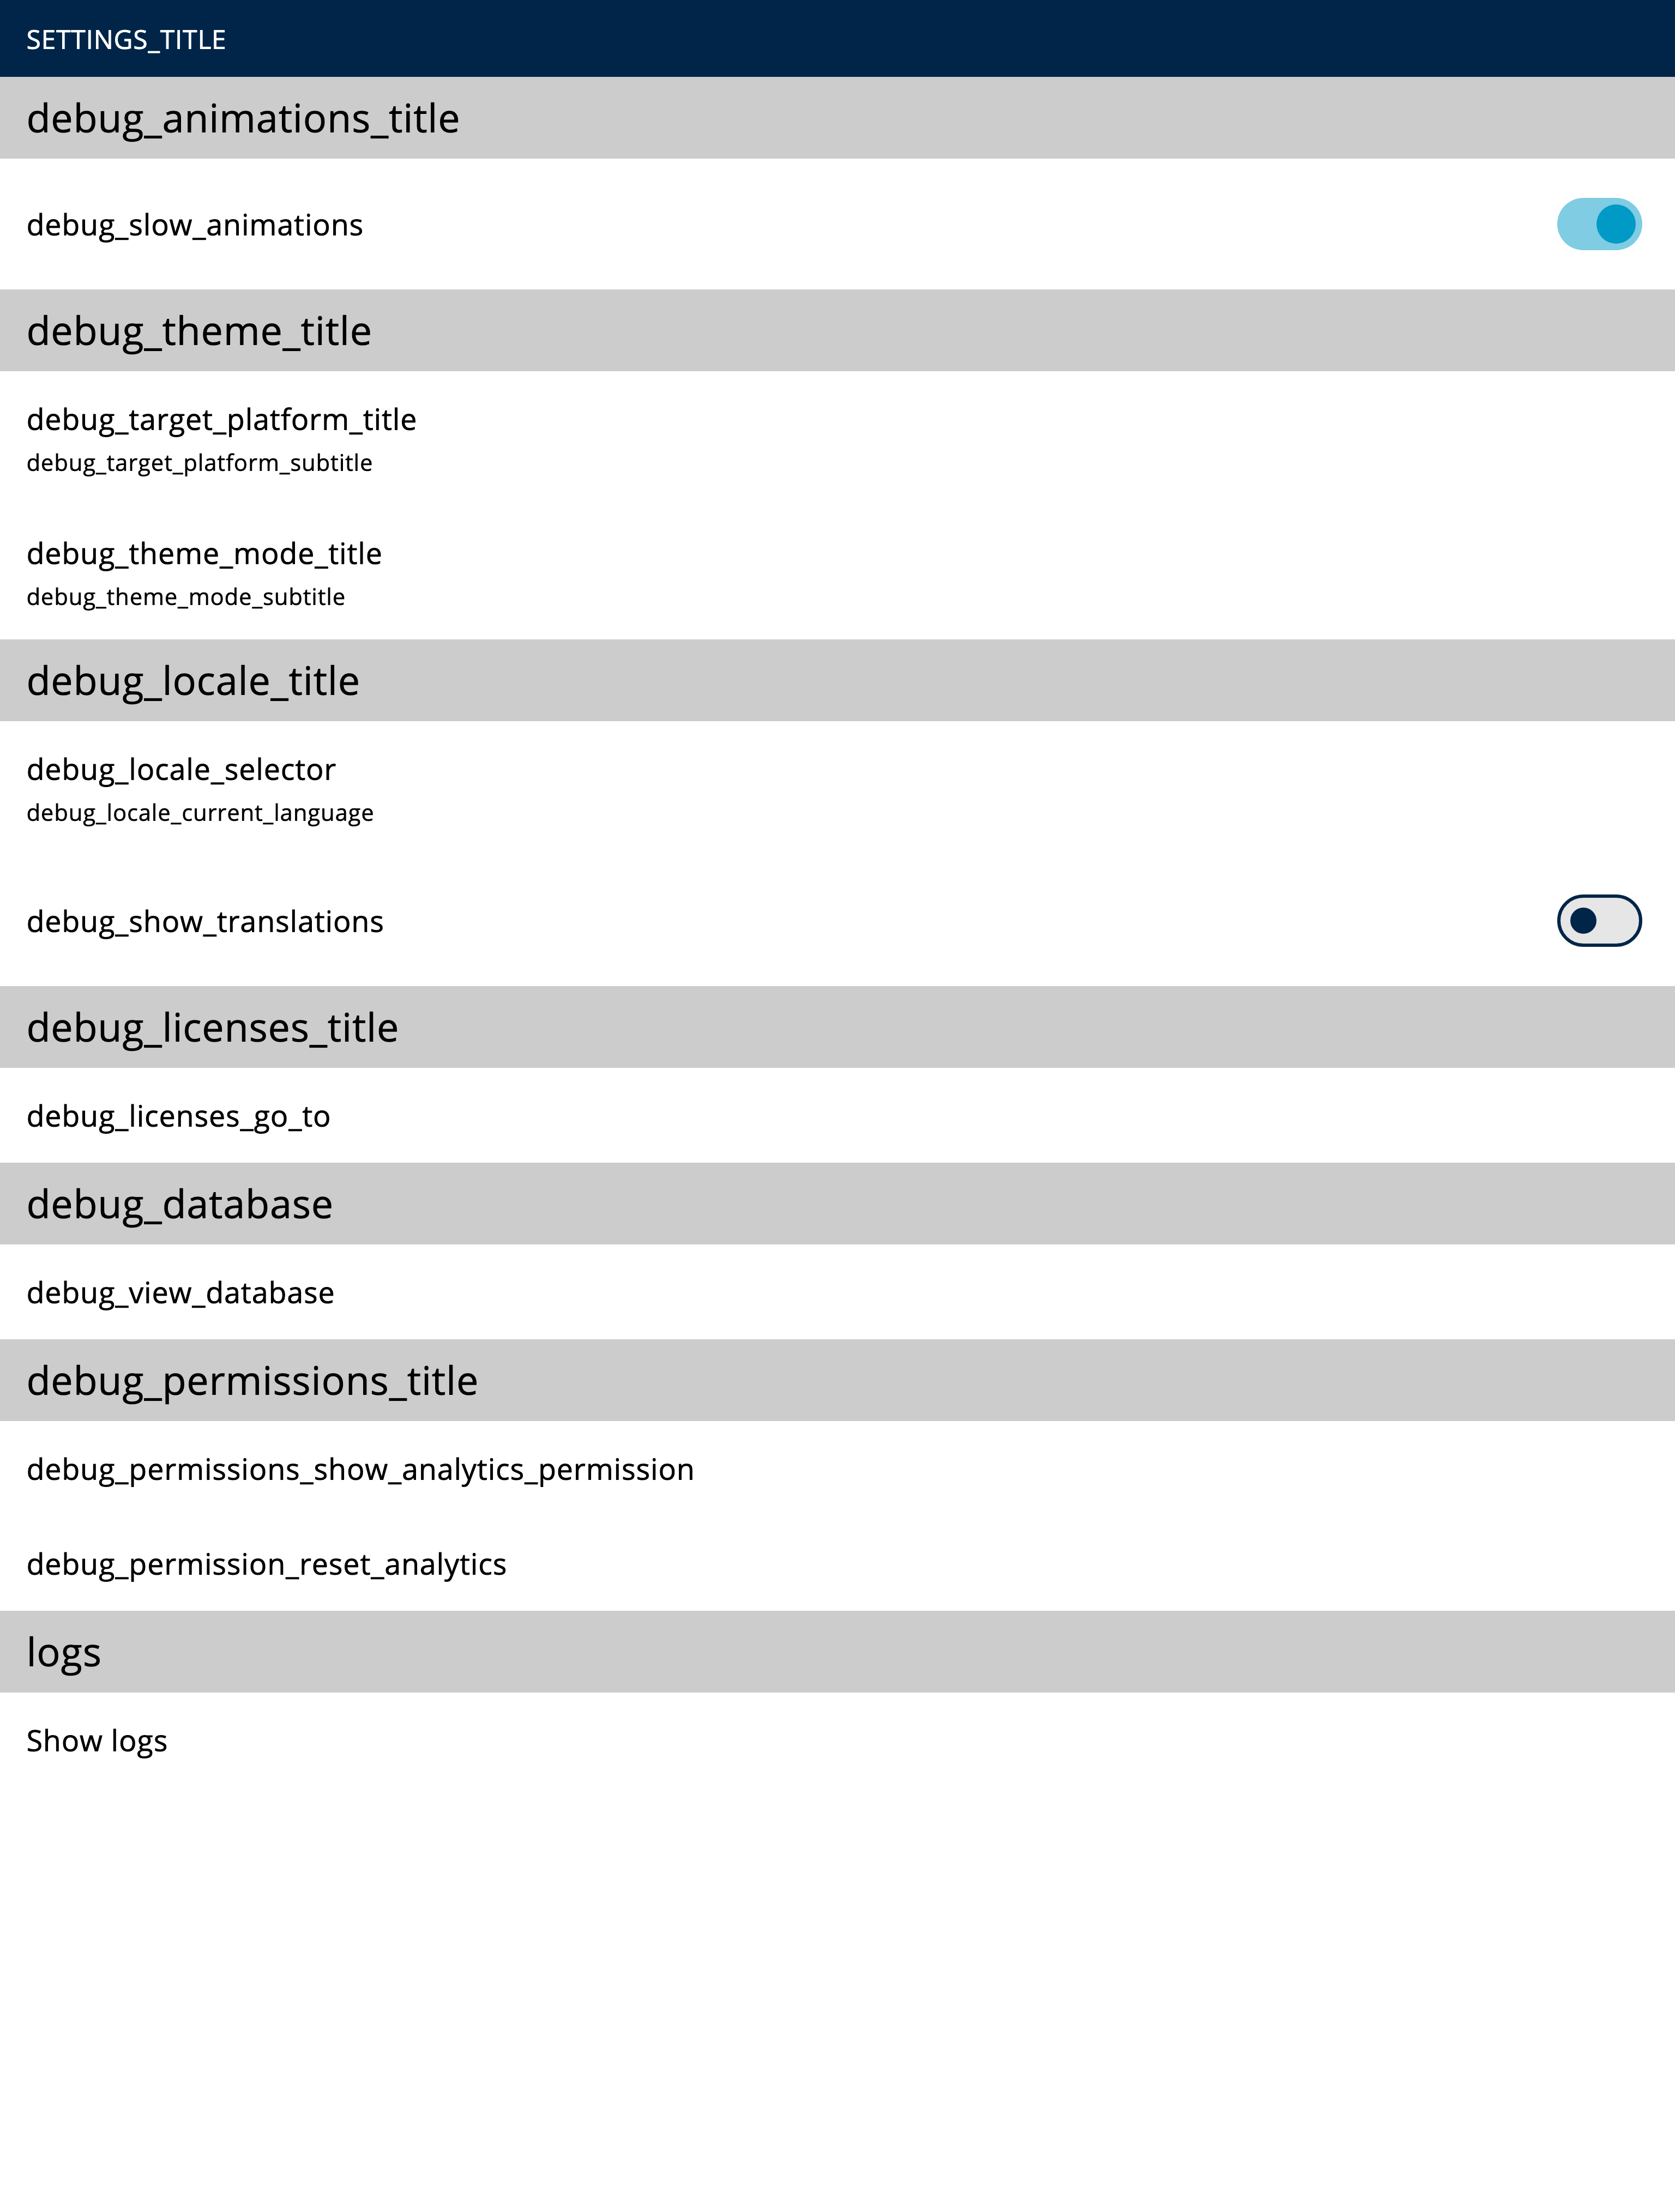 SETTINGS_TITLE
debug_animations_title
debug_slow_animations
debug_theme_title
debug_target_platform_title
debug_target_platform_subtitle
debug_theme_mode_title
debug_theme_mode_subtitle
debug_locale_title
debug_locale_selector
debug_locale_current_language
debug_show_translations
debug_licenses_title
debug_licenses_go_to
debug_database
debug_view_database
debug_permissions_title
debug_permissions_show_analytics_permission
debug_permission_reset_analytics
logs
Show logs